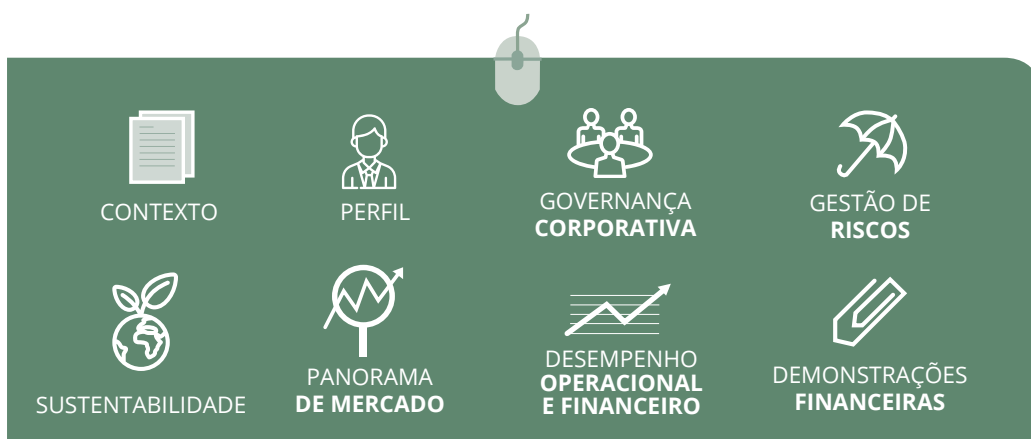 CONTEXTO
PERFIL
GOVERNANÇA
CORPORATIVA
GESTÃO DE
RISCOS
SUSTENTABILIDADE
PANORAMA
DE MERCADO
DESEMPENHO
OPERACIONAL
E FINANCEIRO
DEMONSTRAÇÕES
FINANCEIRAS